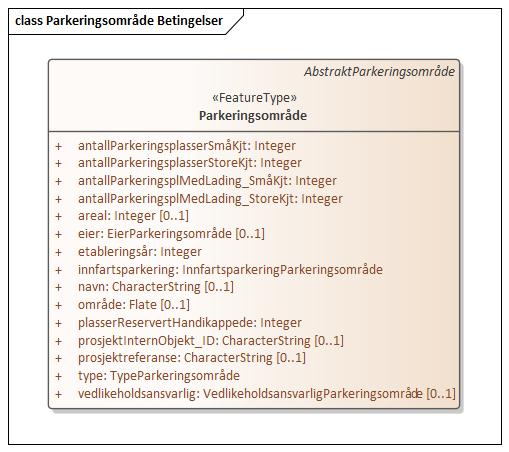 class Parkeringsområde Betingelser
AbstraktParkeringsområde
«FeatureType»
Parkeringsområde
+ antallParkeringsplasserSmåKjt: Integer
+ antallParkeringsplasserStoreKjt: Integer
+ antallParkeringsplMedLading_SmåKjt: Integer
+ antallParkeringsplMedLading_StoreKjt: Integer
+ areal: Integer [0..1]
+ eier: EierParkeringsområde [0..1]
+ etableringsår: Integer
+ innfartsparkering: InnfartsparkeringParkeringsområde
+ navn: CharacterString [0..1]
+ område: Flate [0..1]
+ plasserReservertHandikappede: Integer
+ prosjektInternObjekt_ID: CharacterString [0..1]
+ prosjektreferanse: CharacterString [0..1]
+ type: TypeParkeringsområde
+ vedlikeholdsansvarlig: VedlikeholdsansvarligParkeringsområde [0..1]